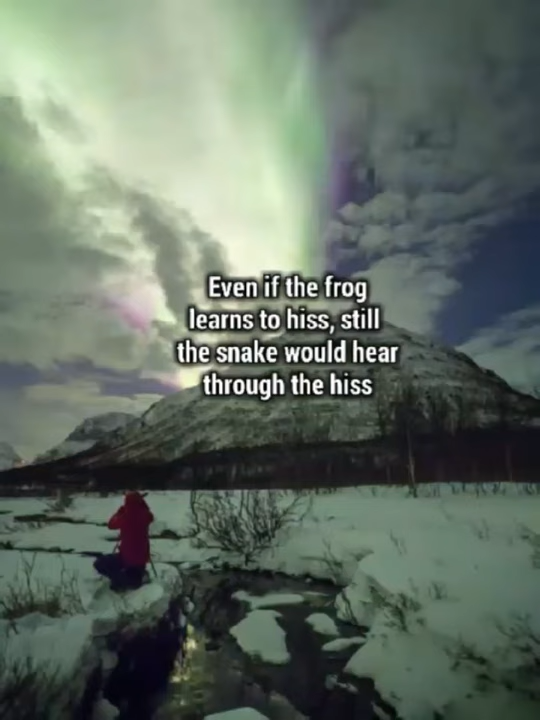 Even if the frog
learns to hiss, still
the snake would hear
through the hiss